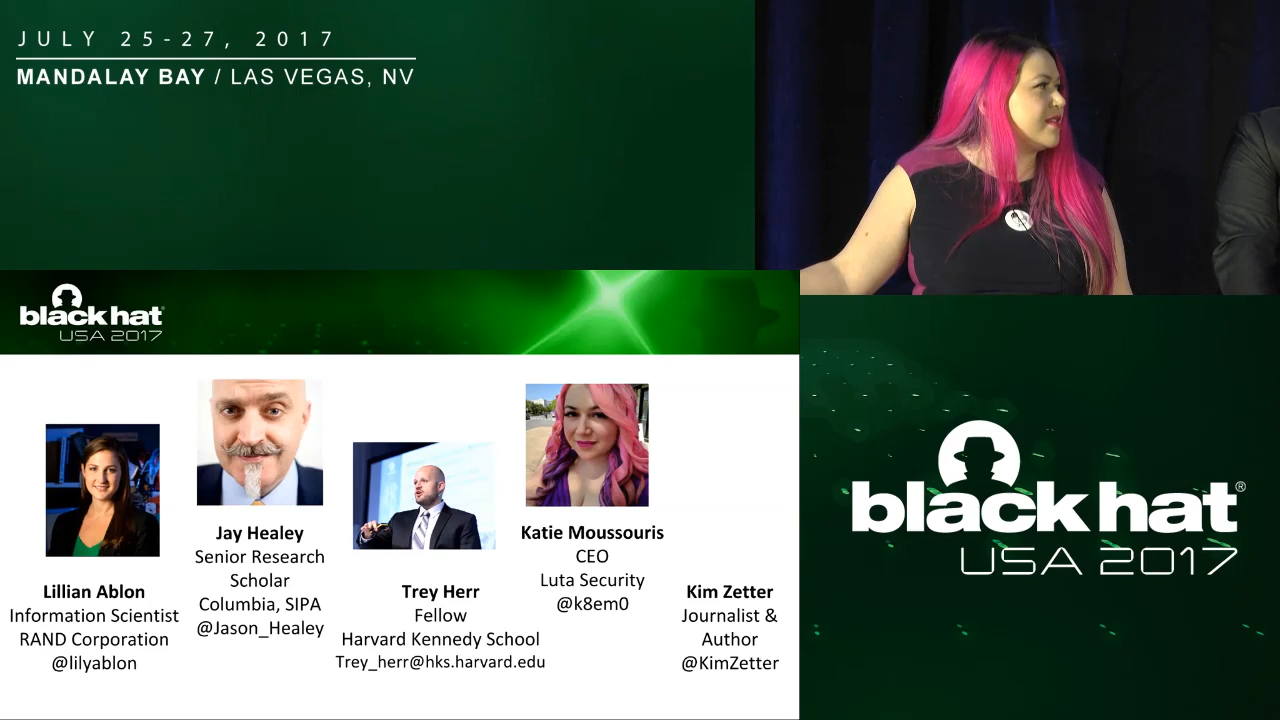 JULY 25-27, 2017
MANDALAY BAY / LAS VEGAS, NV
black hat
USA 2017
Lillian Ablon
Information Scientist
RAND Corporation
@lilyablon
Jay Healey
Senior Research
Scholar
Columbia, SIPA
@Jason_Healey
Trey Herr
Fellow
Harvard Kennedy School
Trey_herr@hks.harvard.edu
Katie Moussouris
CEO
Luta Security
@k8em0
Kim Zetter
Journalist &
Author
@KimZetter
black hat®
USA 2017